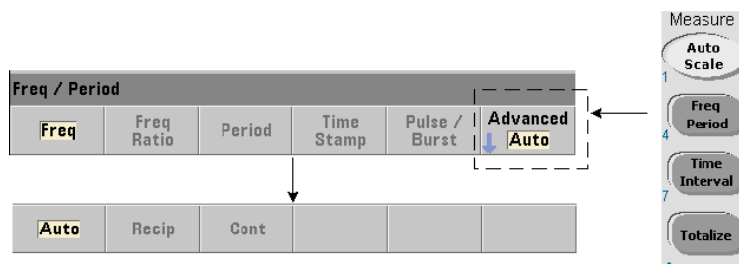 Measure
Auto
Scale
1
Freq / Period
Freq
Freq
Ratio
Period
Time
Stamp
Pulse /
Burst
Advanced
Auto
Freq
Period
4
Time
Interval
7
Totalize
Auto
Recip
Cont